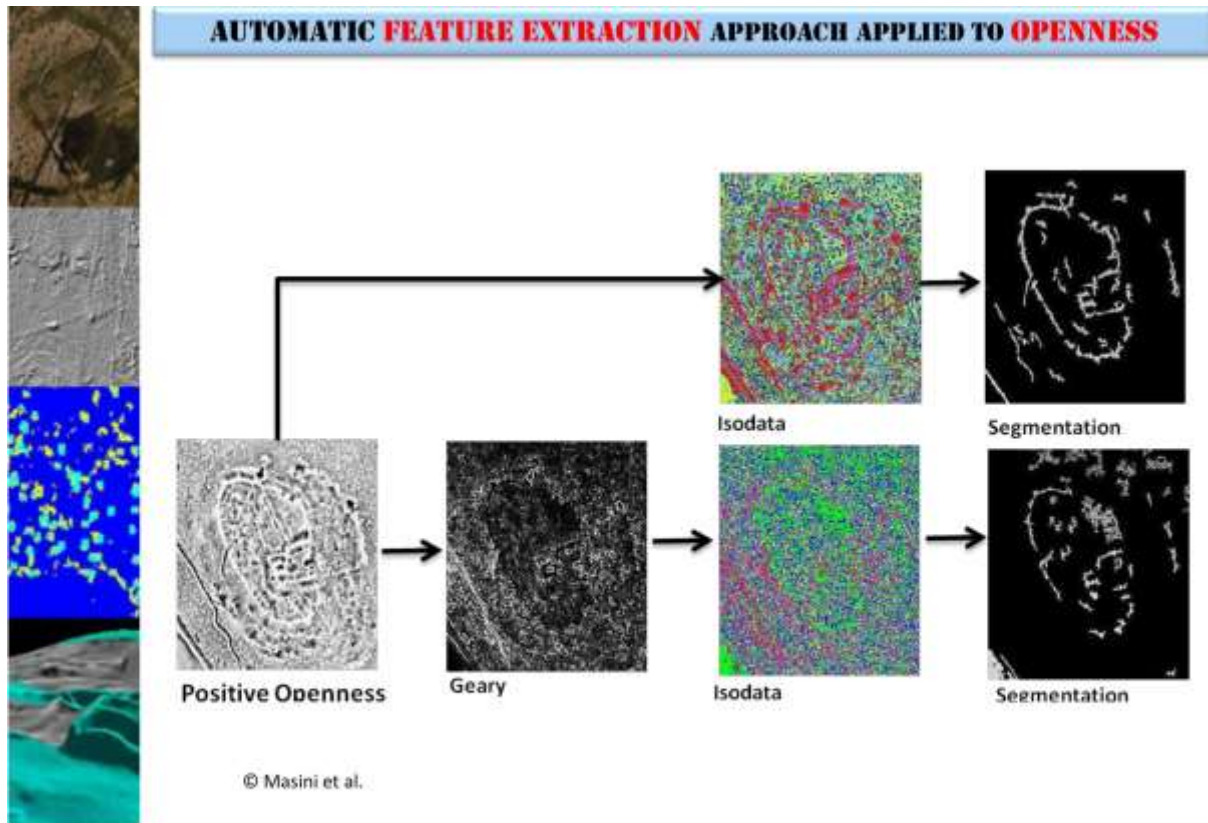 AUTOMATIC FEATURE EXTRACTION APPROACH APPLIED TO OPENNESS
Isodata
Segmentation
Positive Openness
Geary
Isodata
Segmentation
© Masini et al.